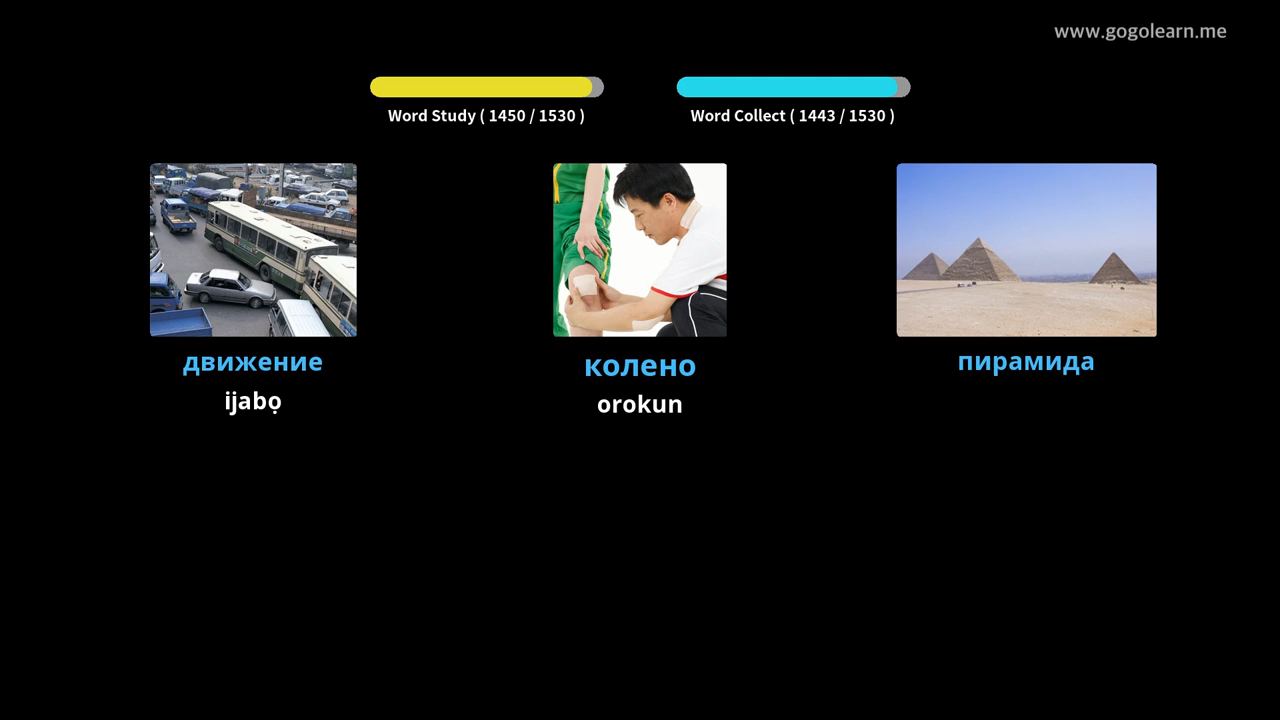 www.gogolearn.me
Word Study ( 1450 / 1530 )
Word Collect ( 1443 / 1530 )
движение
ijabọ
колено
orokun
пирамида